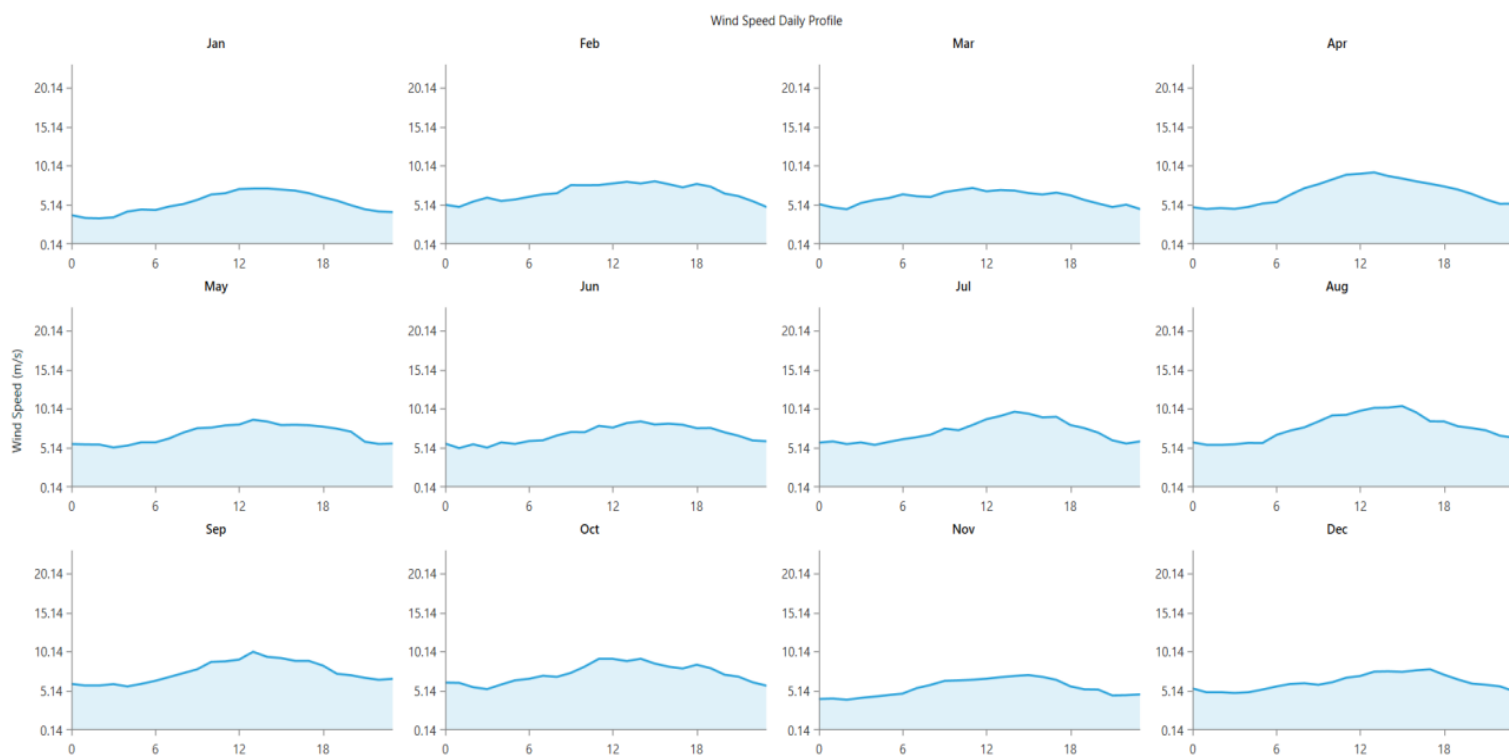 Wind Speed Daily Profile
Jan Feb Mar Apr
20.14 20.14 20.14 20.14
15.14 15.14 15.14 15.14
10.14 10.14 10.14 10.14
5.14 5.14 5.14 5.14
0.14 0.14 0.14 0.14
0 6 12 18 0 6 12 18 0 6 12 18 0 6 12 18
May Jun Jul Aug
Wind Speed (m/s)
20.14 20.14 20.14 20.14
15.14 15.14 15.14 15.14
10.14 10.14 10.14 10.14
5.14 5.14 5.14 5.14
0.14 0.14 0.14 0.14
0 6 12 18 0 6 12 18 0 6 12 18 0 6 12 18
Sep Oct Nov Dec
20.14 20.14 20.14 20.14
15.14 15.14 15.14 15.14
10.14 10.14 10.14 10.14
5.14 5.14 5.14 5.14
0.14 0.14 0.14 0.14
0 6 12 18 0 6 12 18 0 6 12 18 0 6 12 18